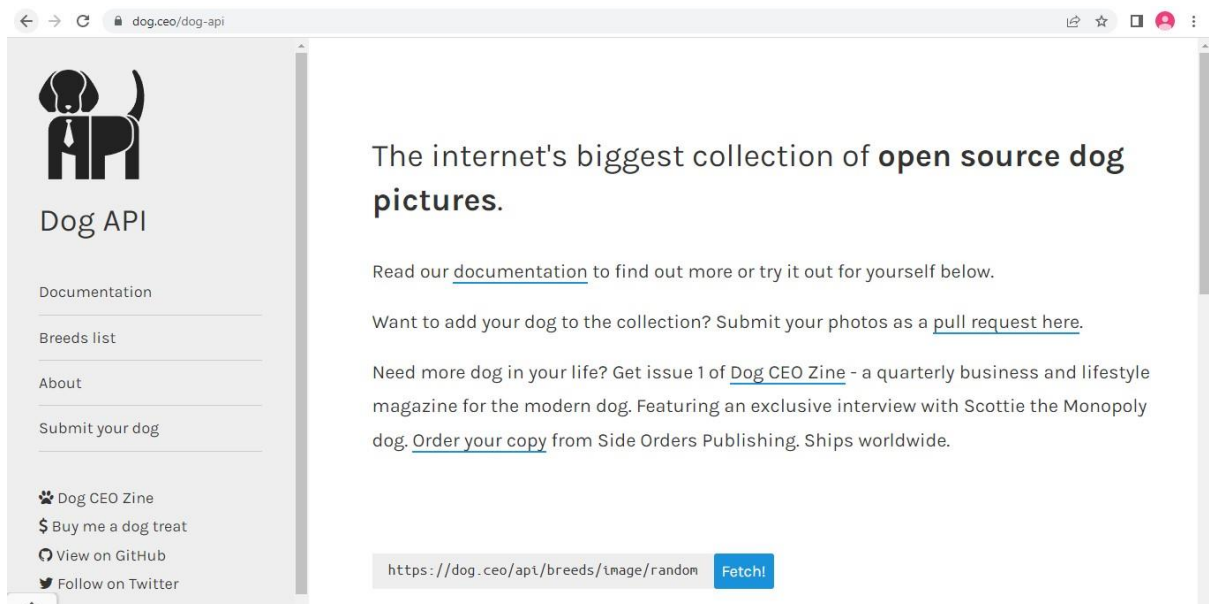 dog.ceo/dog-api
API
Dog API
Documentation
Breeds list
About
Submit your dog
Dog CEO Zine
$ Buy me a dog treat
View on GitHub
Follow on Twitter
The internet's biggest collection of open source dog
pictures.
Read our documentation to find out more or try it out for yourself below.
Want to add your dog to the collection? Submit your photos as a pull request here.
Need more dog in your life? Get issue 1 of Dog CEO Zine - a quarterly business and lifestyle
magazine for the modern dog. Featuring an exclusive interview with Scottie the Monopoly
dog. Order your copy from Side Orders Publishing. Ships worldwide.
https://dog.ceo/api/breeds/image/random Fetch!